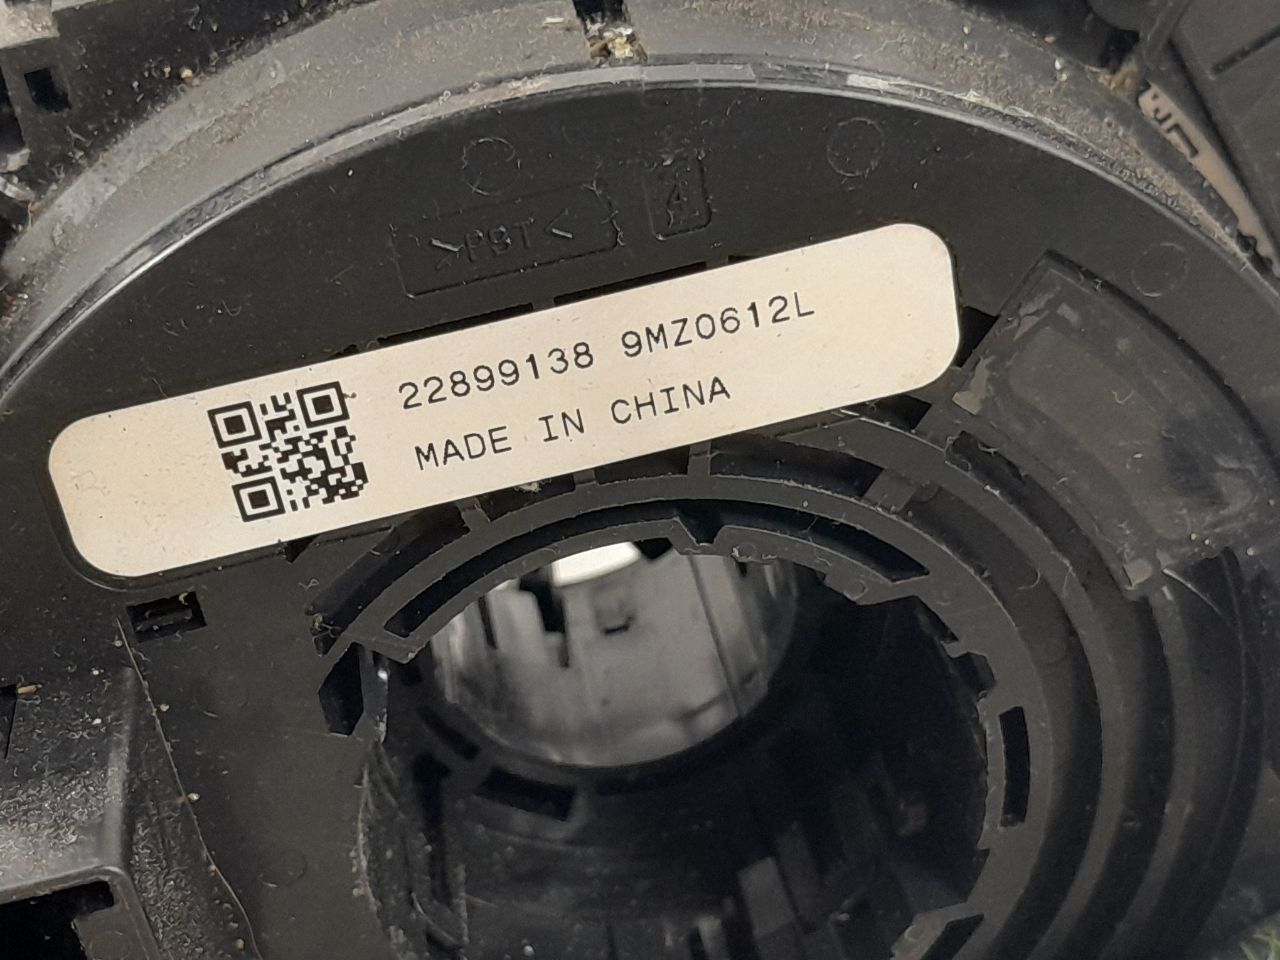 >PBT<
4
22899138 9MZ0612L
MADE IN CHINA